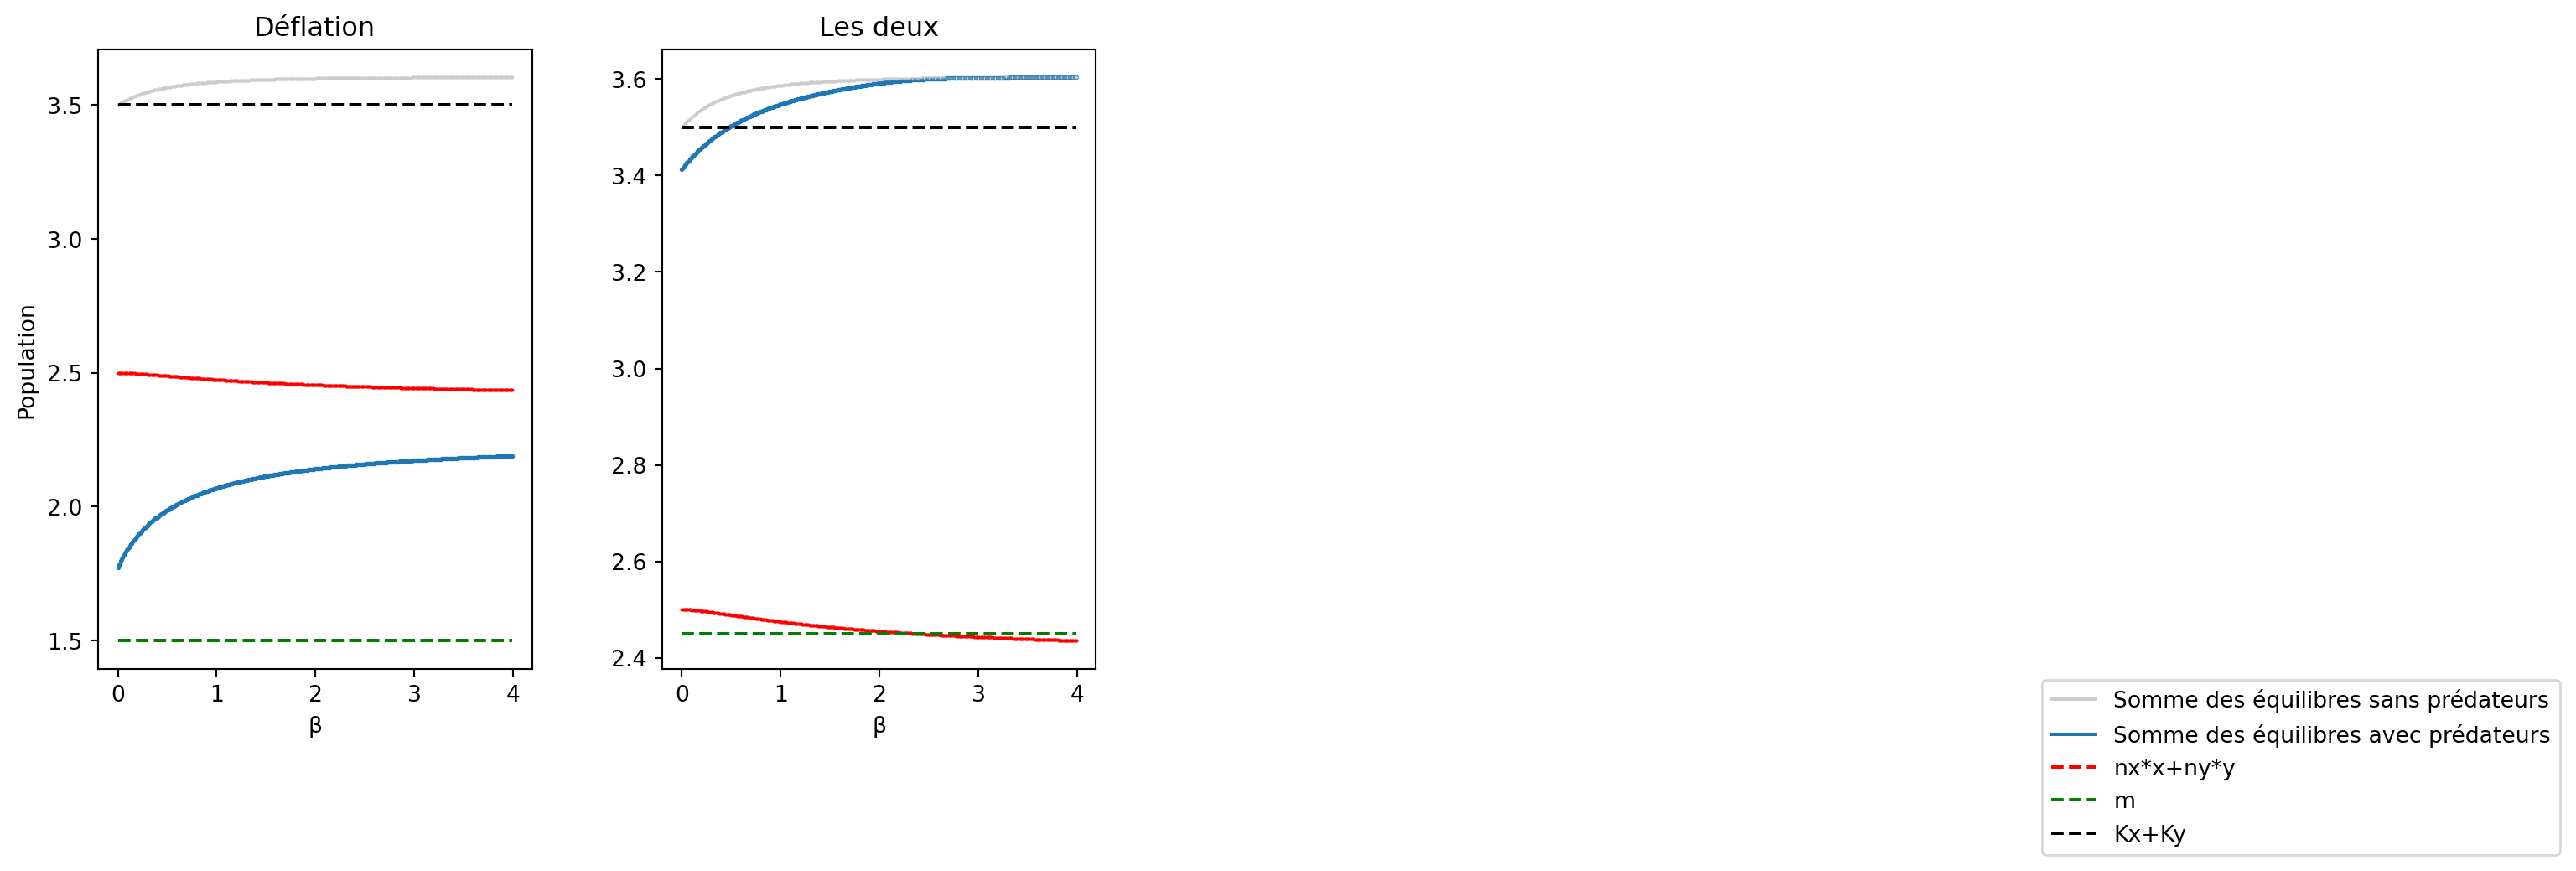 Déflation
Les deux
3.5
3.0
2.5
2.0
1.5
Population
0 1 2 3 4
β
3.6
3.4
3.2
3.0
2.8
2.6
2.4
0 1 2 3 4
β
Somme des équilibres sans prédateurs
Somme des équilibres avec prédateurs
nx*x+ny*y
m
Kx+Ky